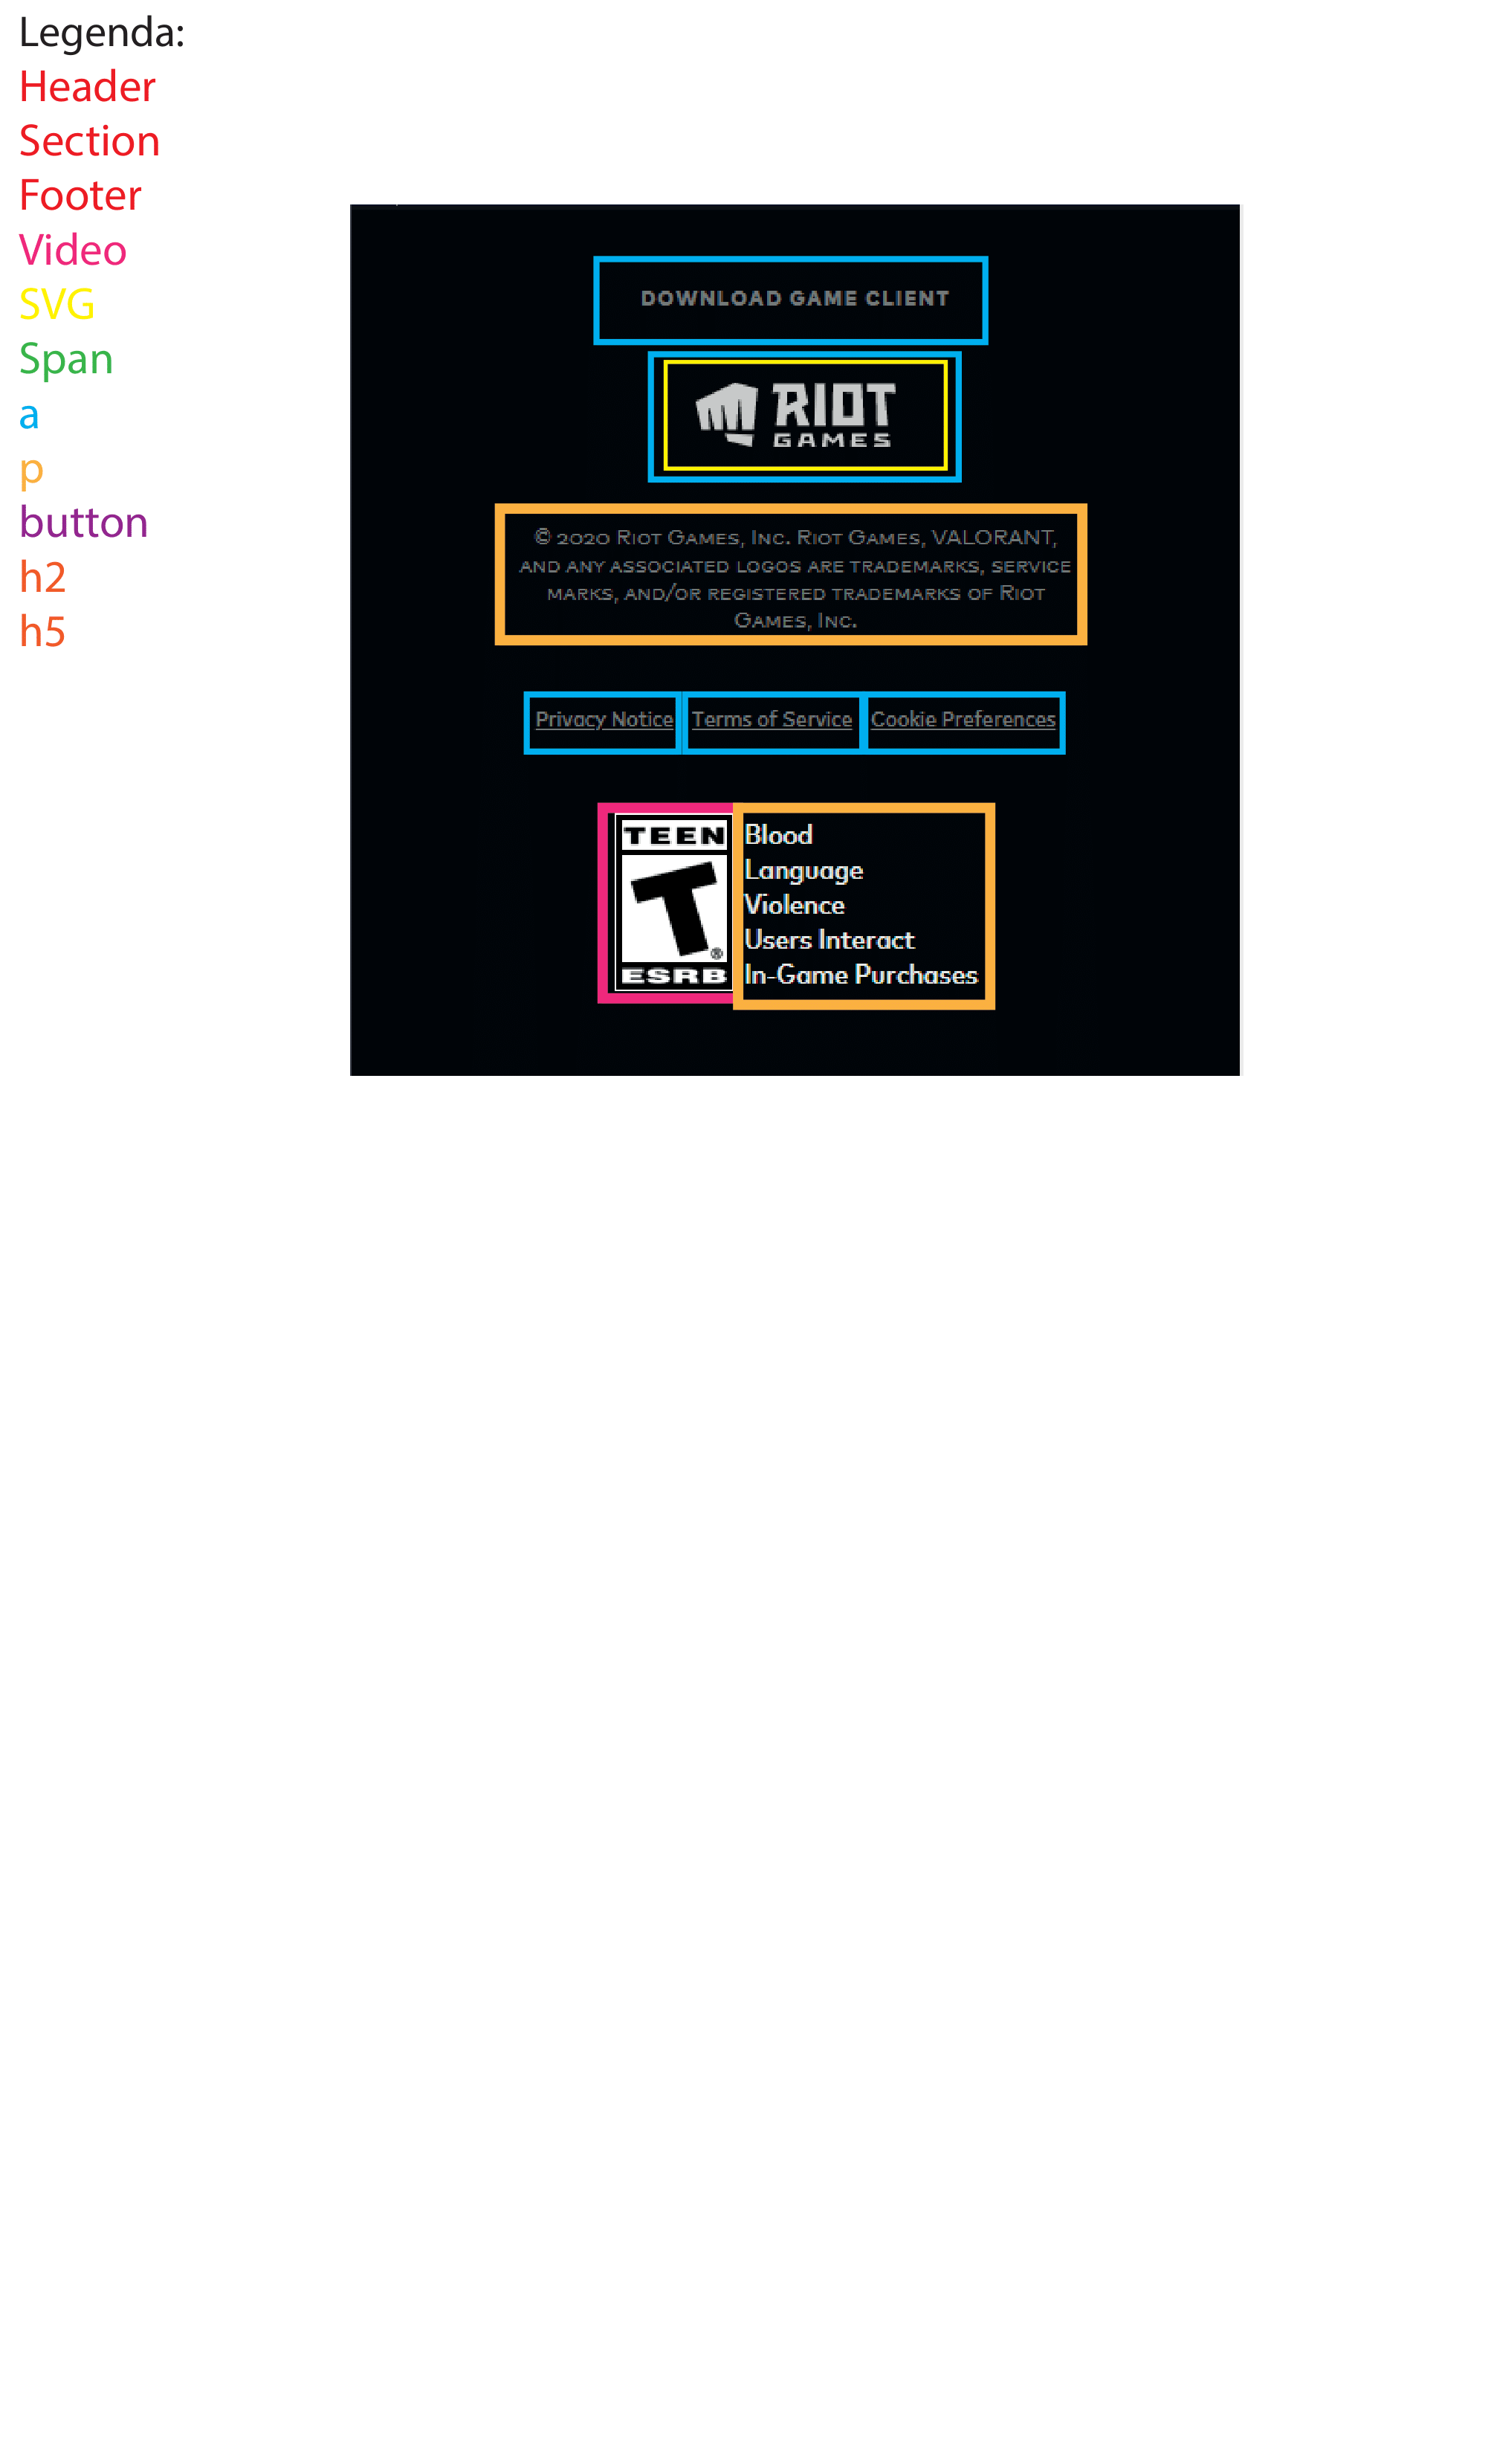 Legenda:
Header
Section
Footer
Video
SVG
Span
a
p
button
h2
h5
DOWNLOAD GAME CLIENT
RIOT
GAMES
© 2020 Riot Games, Inc. Riot Games, VALORANT,
and any associated logos are trademarks, service
marks, and/or registered trademarks of Riot
Games, Inc.
Privacy Notice Terms of Service Cookie Preferences
TEEN
T®
ESRB
Blood
Language
Violence
Users Interact
In-Game Purchases